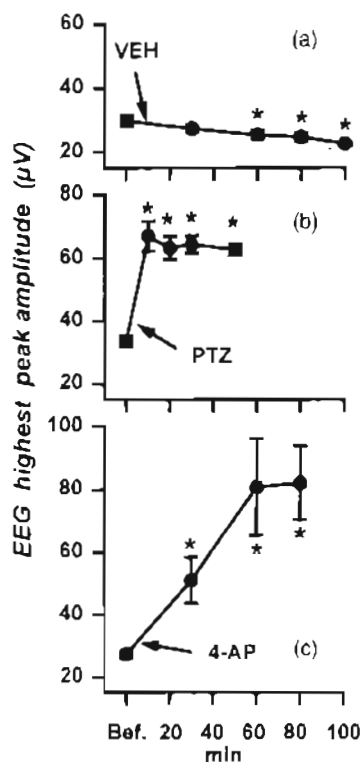 EEG highest peak amplitude (µV)
60
40
20
VEH
(a)
* * *
80
60
40
20
* * * *
(b)
PTZ
100
80
60
40
20
*
* *
4-AP
(c)
Bef. 20 40 60 80 100
min